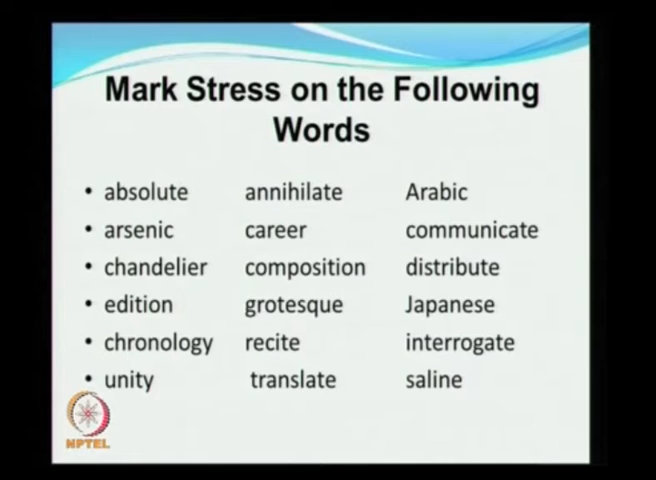 Mark Stress on the Following
Words
• absolute annihilate Arabic
• arsenic career communicate
• chandelier composition distribute
• edition grotesque Japanese
• chronology recite interrogate
• unity translate saline
NPTEL